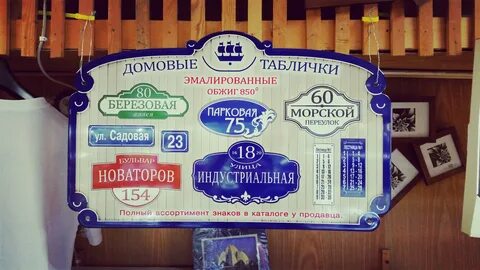 ДОМОВЫЕ ТАБЛИЧКИ
ЭМАЛИРОВАННЫЕ
ОБЖИГ 850°
80
БЕРЕЗОВАЯ
аллея
ПАРКОВАЯ
75
60
МОРСКОЙ
ПЕРЕУЛОК
ул. Садовая
23
БУЛЬВАР
НОВАТОРОВ
154
18
УЛИЦА
ИНДУСТРИАЛЬНАЯ
Полный ассортимент знаков в каталоге у продавца.